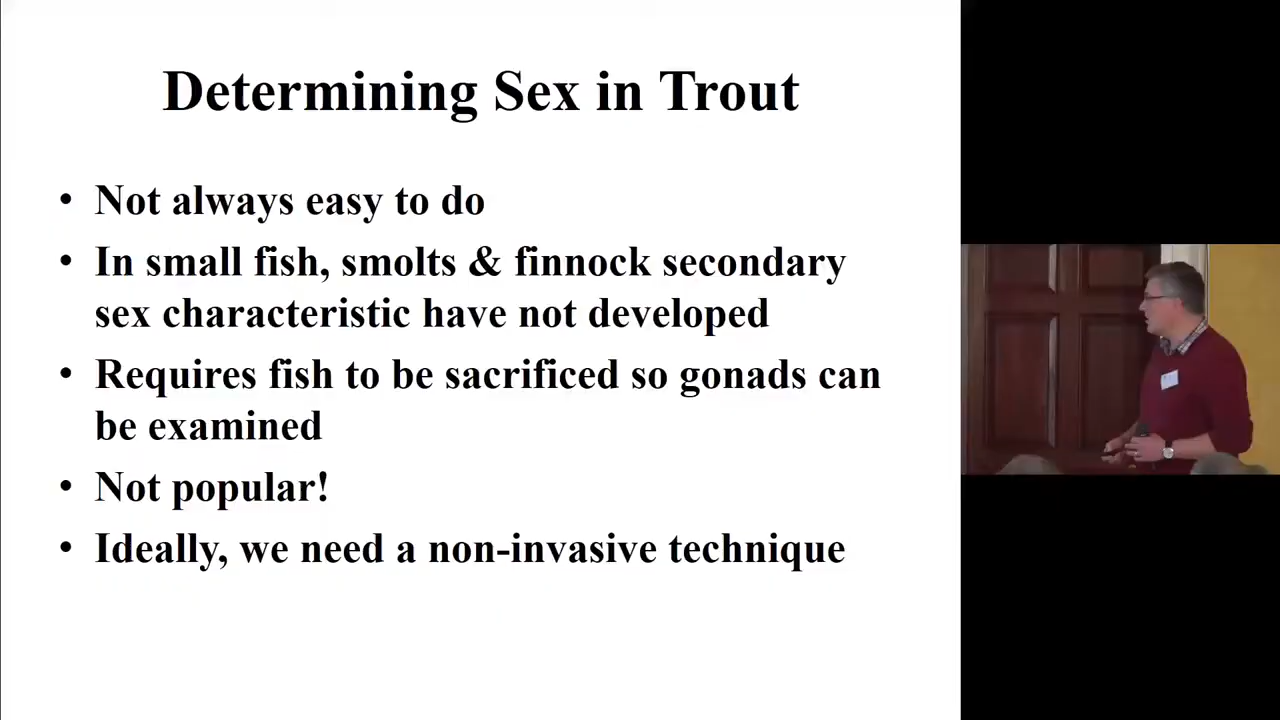 Determining Sex in Trout
• Not always easy to do
• In small fish, smolts & finnock secondary
sex characteristic have not developed
• Requires fish to be sacrificed so gonads can
be examined
• Not popular!
• Ideally, we need a non-invasive technique